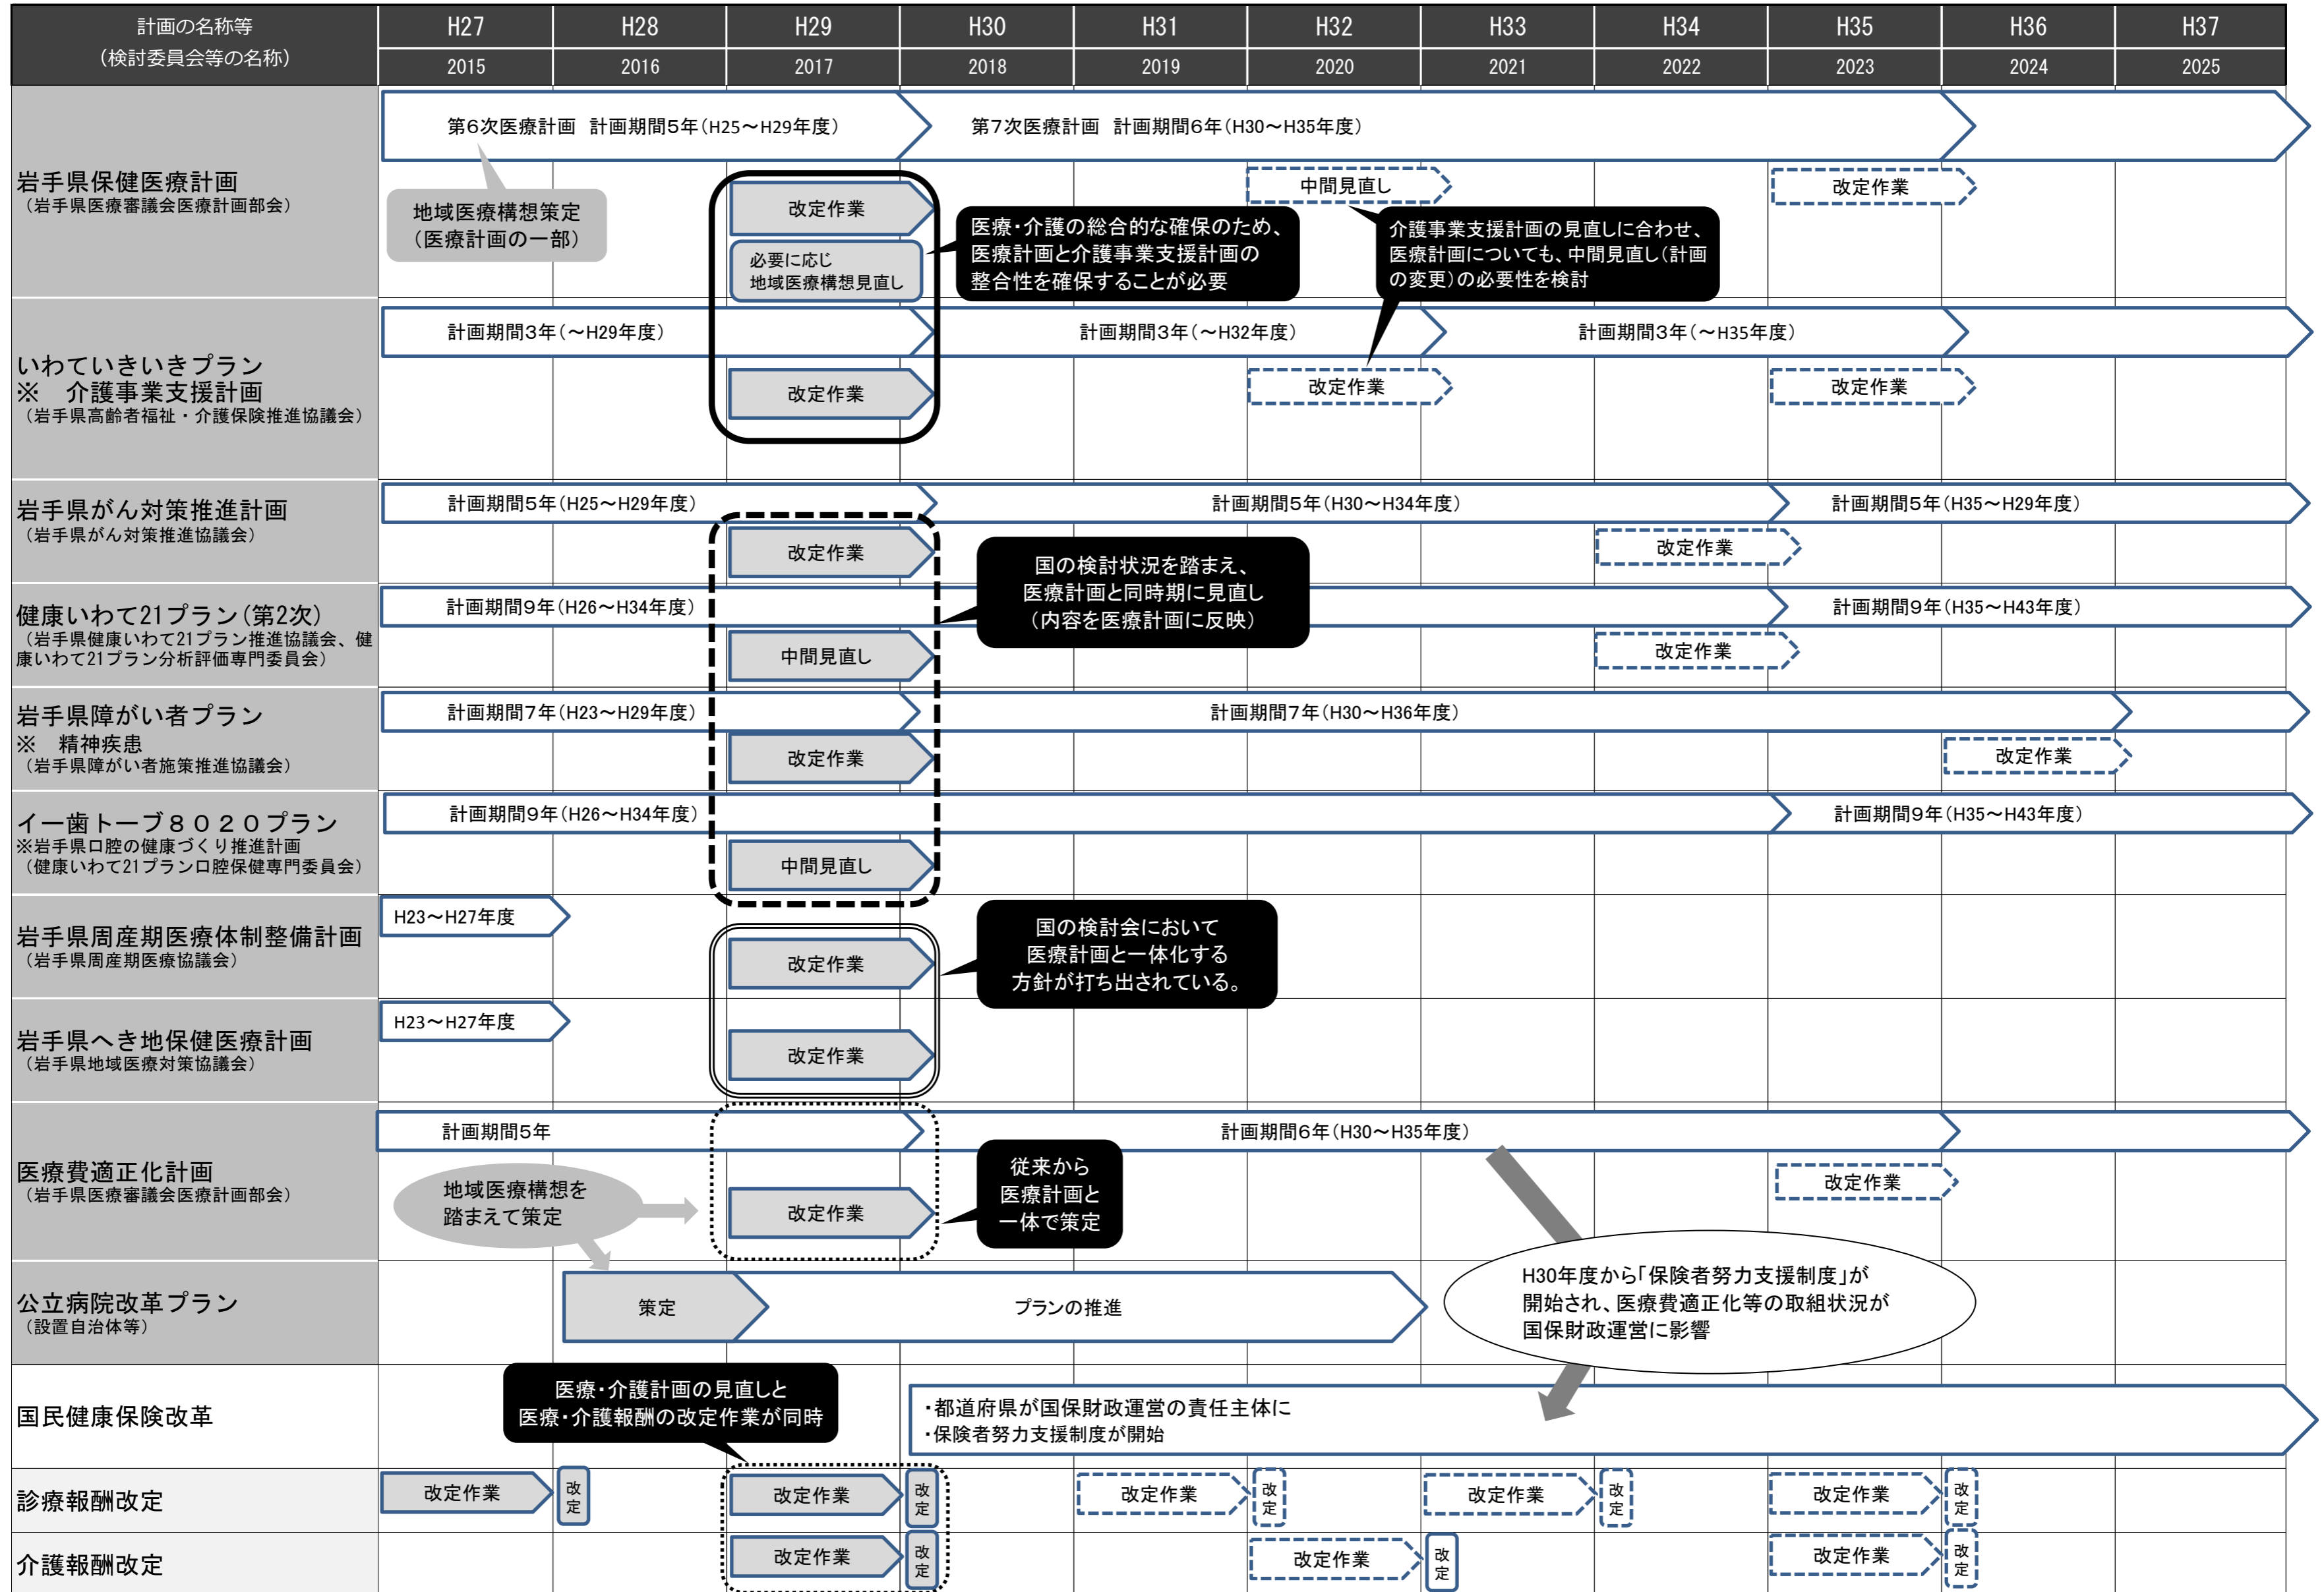 計画の名称等
（検討委員会等の名称）
H27 H28 H29 H30 H31 H32 H33 H34 H35 H36 H37
2015 2016 2017 2018 2019 2020 2021 2022 2023 2024 2025
岩手県保健医療計画
（岩手県医療審議会医療計画部会）
第６次医療計画 計画期間５年（H25～H29年度）
第７次医療計画 計画期間６年（H30～H35年度）
地域医療構想策定
（医療計画の一部）
改定作業
必要に応じ
地域医療構想見直し
医療・介護の総合的な確保のため、
医療計画と介護事業支援計画の
整合性を確保することが必要
中間見直し
介護事業支援計画の見直しに合わせ、
医療計画についても、中間見直し（計画
の変更）の必要性を検討
改定作業
いわていきいきプラン
※　介護事業支援計画
（岩手県高齢者福祉・介護保険推進協議会）
計画期間３年（～H29年度）
計画期間３年（～H32年度）
計画期間３年（～H35年度）
改定作業
改定作業
改定作業
岩手県がん対策推進計画
（岩手県がん対策推進協議会）
計画期間５年（H25～H29年度）
計画期間５年（H30～H34年度）
計画期間５年（H35～H29年度）
改定作業
改定作業
国の検討状況を踏まえ、
医療計画と同時期に見直し
（内容を医療計画に反映）
健康いわて21プラン（第2次）
（岩手県健康いわて21プラン推進協議会、健
康いわて21プラン分析評価専門委員会）
計画期間９年（H26～H34年度）
計画期間９年（H35～H43年度）
中間見直し
改定作業
岩手県障がい者プラン
※　精神疾患
（岩手県障がい者施策推進協議会）
計画期間７年（H23～H29年度）
計画期間７年（H30～H36年度）
改定作業
改定作業
イー歯トーブ８０２０プラン
※岩手県口腔の健康づくり推進計画
（健康いわて21プラン口腔保健専門委員会）
計画期間９年（H26～H34年度）
計画期間９年（H35～H43年度）
中間見直し
岩手県周産期医療体制整備計画
（岩手県周産期医療協議会）
H23～H27年度
改定作業
国の検討会において
医療計画と一体化する
方針が打ち出されている。
岩手県へき地保健医療計画
（岩手県地域医療対策協議会）
H23～H27年度
改定作業
医療費適正化計画
（岩手県医療審議会医療計画部会）
計画期間５年
計画期間６年（H30～H35年度）
地域医療構想を
踏まえて策定
改定作業
従来から
医療計画と
一体で策定
改定作業
H30年度から「保険者努力支援制度」が
開始され、医療費適正化等の取組状況が
国保財政運営に影響
公立病院改革プラン
（設置自治体等）
策定
プランの推進
国民健康保険改革
医療・介護計画の見直しと
医療・介護報酬の改定作業が同時
・都道府県が国保財政運営の責任主体に
・保険者努力支援制度が開始
診療報酬改定
改定作業 改定 改定作業 改定 改定作業 改定 改定作業 改定 改定作業 改定
介護報酬改定
改定作業 改定 改定作業 改定 改定作業 改定